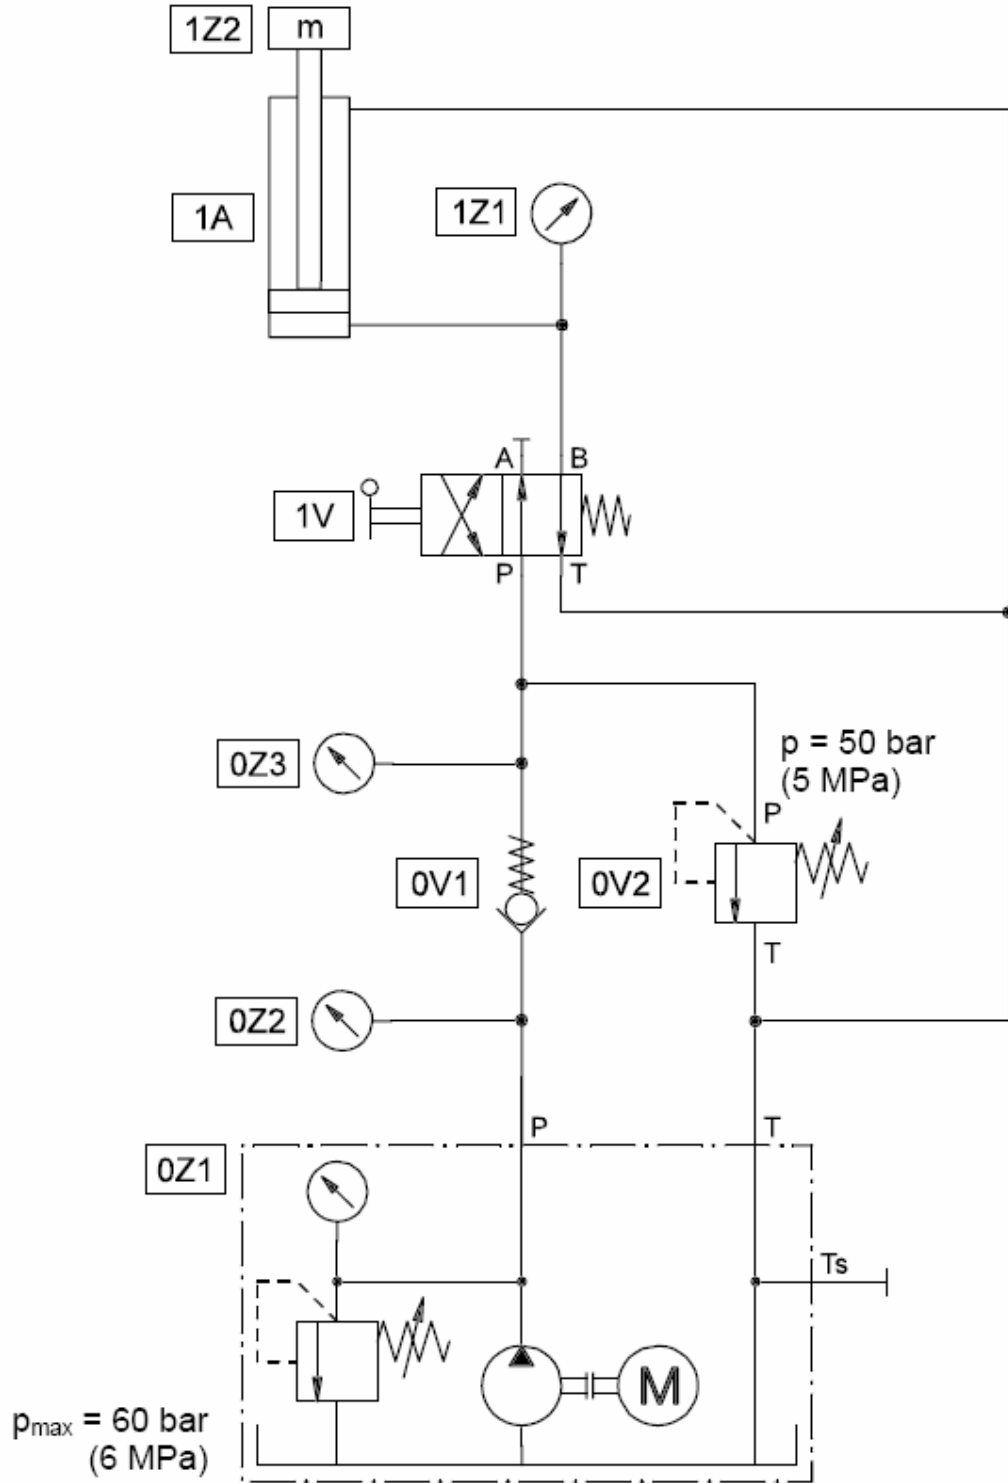 1Z2
m
1A
1Z1
A
B
1V
P
T
0Z3
p = 50 bar
(5 MPa)
P
0V1
0V2
T
0Z2
P
T
0Z1
Ts
M
pmax = 60 bar
(6 MPa)